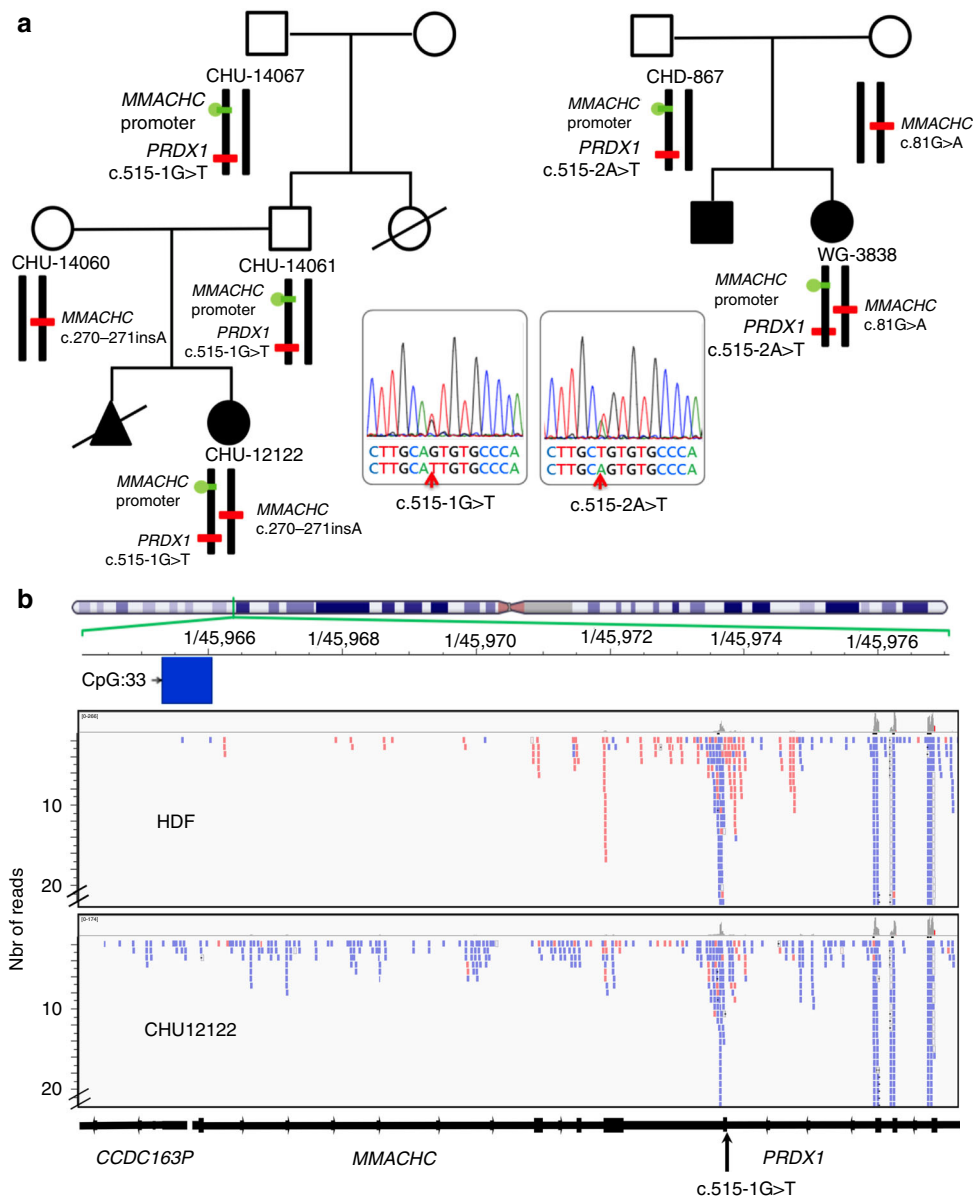 a
CHU-14067
MMACHC
promoter
PRDX1
c.515-1G>T
CHD-867
MMACHC
promoter
PRDX1
c.515-2A>T
MMACHC
c.81G>A
CHU-14060
MMACHC
c.270–271insA
CHU-14061
MMACHC
promoter
PRDX1
c.515-1G>T
WG-3838
MMACHC
promoter
PRDX1
c.515-2A>T
MMACHC
c.81G>A
CHU-12122
MMACHC
promoter
PRDX1
c.515-1G>T
MMACHC
c.270–271insA
CTTGCAGTGTGCCCA
CTTGCATTGTGCCCA
c.515-1G>T
CTTGCTGTGTGCCCA
CTTGCAGTGTGCCCA
c.515-2A>T
b
1/45,966 1/45,968 1/45,970 1/45,972 1/45,974 1/45,976
CpG:33
HDF
10
20
Nbr of reads
[0-174]
CHU12122
10
20
CCDC163P MMACHC PRDX1
c.515-1G>T